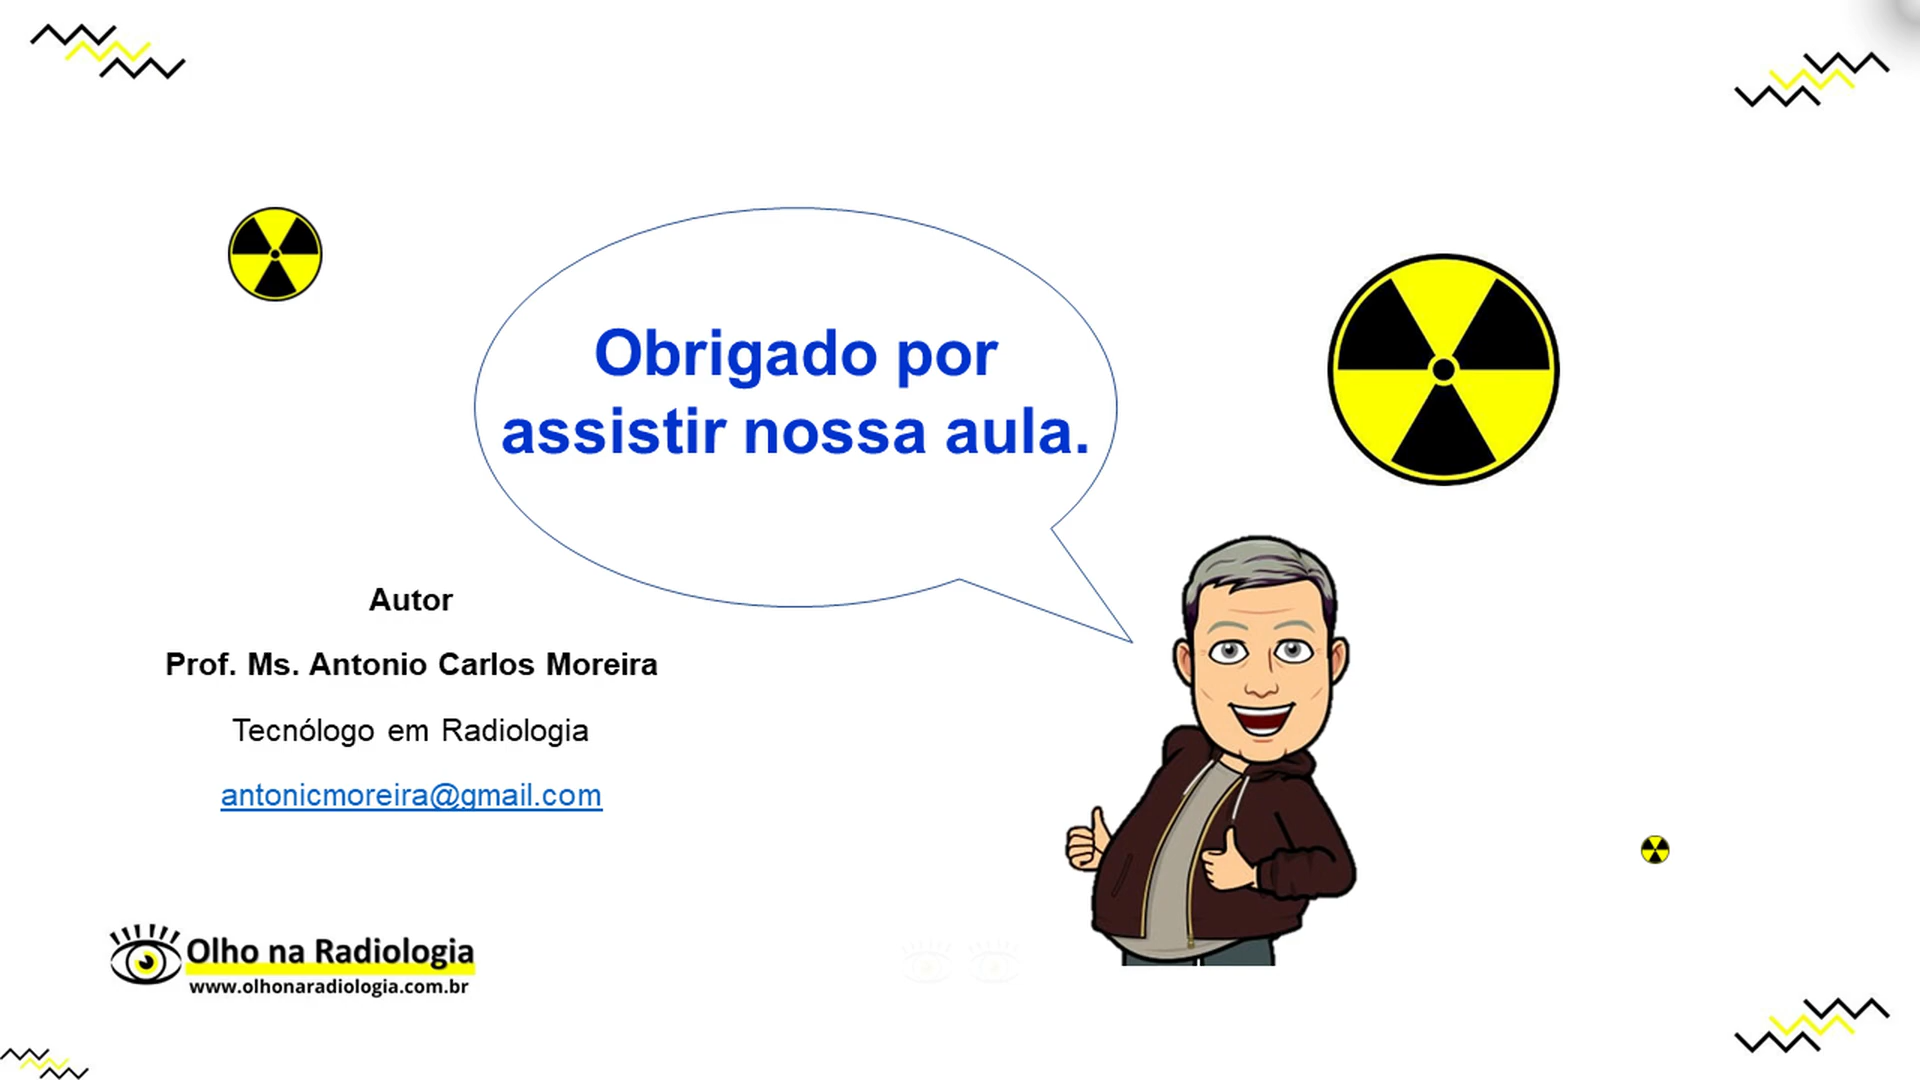 Obrigado por
assistir nossa aula.
Autor
Prof. Ms. Antonio Carlos Moreira
Tecnólogo em Radiologia
antonicmoreira@gmail.com
Olho na Radiologia
www.olhonaradiologia.com.br